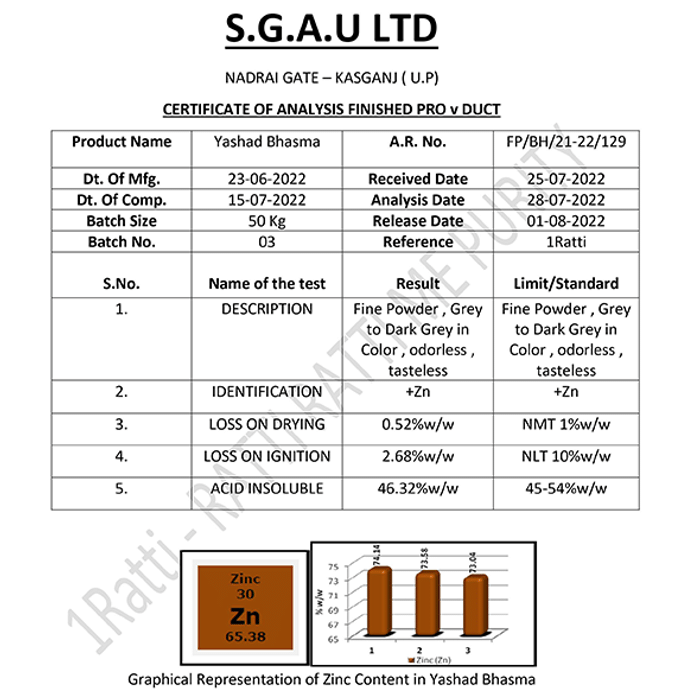 S.G.A.U LTD
NADRAI GATE – KASGANJ ( U.P)
CERTIFICATE OF ANALYSIS FINISHED PRO v DUCT
Product Name Yashad Bhasma A.R. No. FP/BH/21-22/129
Dt. Of Mfg. 23-06-2022 Received Date 25-07-2022
Dt. Of Comp. 15-07-2022 Analysis Date 28-07-2022
Batch Size 50 Kg Release Date 01-08-2022
Batch No. 03 Reference 1Ratti
S.No. Name of the test Result Limit/Standard
1. DESCRIPTION Fine Powder , Grey Fine Powder , Grey
to Dark Grey in to Dark Grey in
Color , odorless , Color , odorless ,
tasteless tasteless
2. IDENTIFICATION +Zn +Zn
3. LOSS ON DRYING 0.52%w/w NMT 1%w/w
4. LOSS ON IGNITION 2.68%w/w NLT 10%w/w
5. ACID INSOLUBLE 46.32%w/w 45-54%w/w
1Ratti - RATTI RATTI ME PURITY
Zinc
30
Zn
65.38
% w/w
75
73
71
69
67
65
74.14
73.58
73.04
1 2 3
Zinc (Zn)
Graphical Representation of Zinc Content in Yashad Bhasma